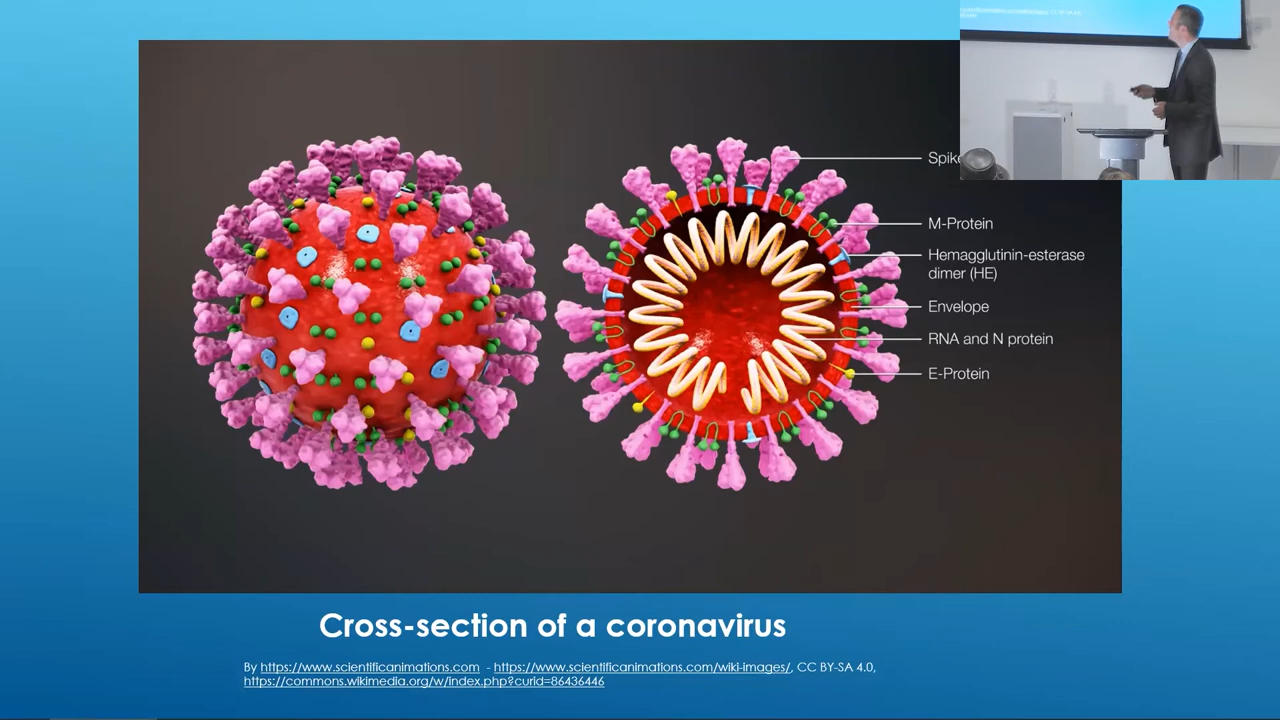 Spike
M-Protein
Hemagglutinin-esterase
dimer (HE)
Envelope
RNA and N protein
E-Protein
Cross-section of a coronavirus
By https://www.scientificanimations.com - https://www.scientificanimations.com/wiki-images/, CC BY-SA 4.0,
https://commons.wikimedia.org/w/index.php?curid=86436446